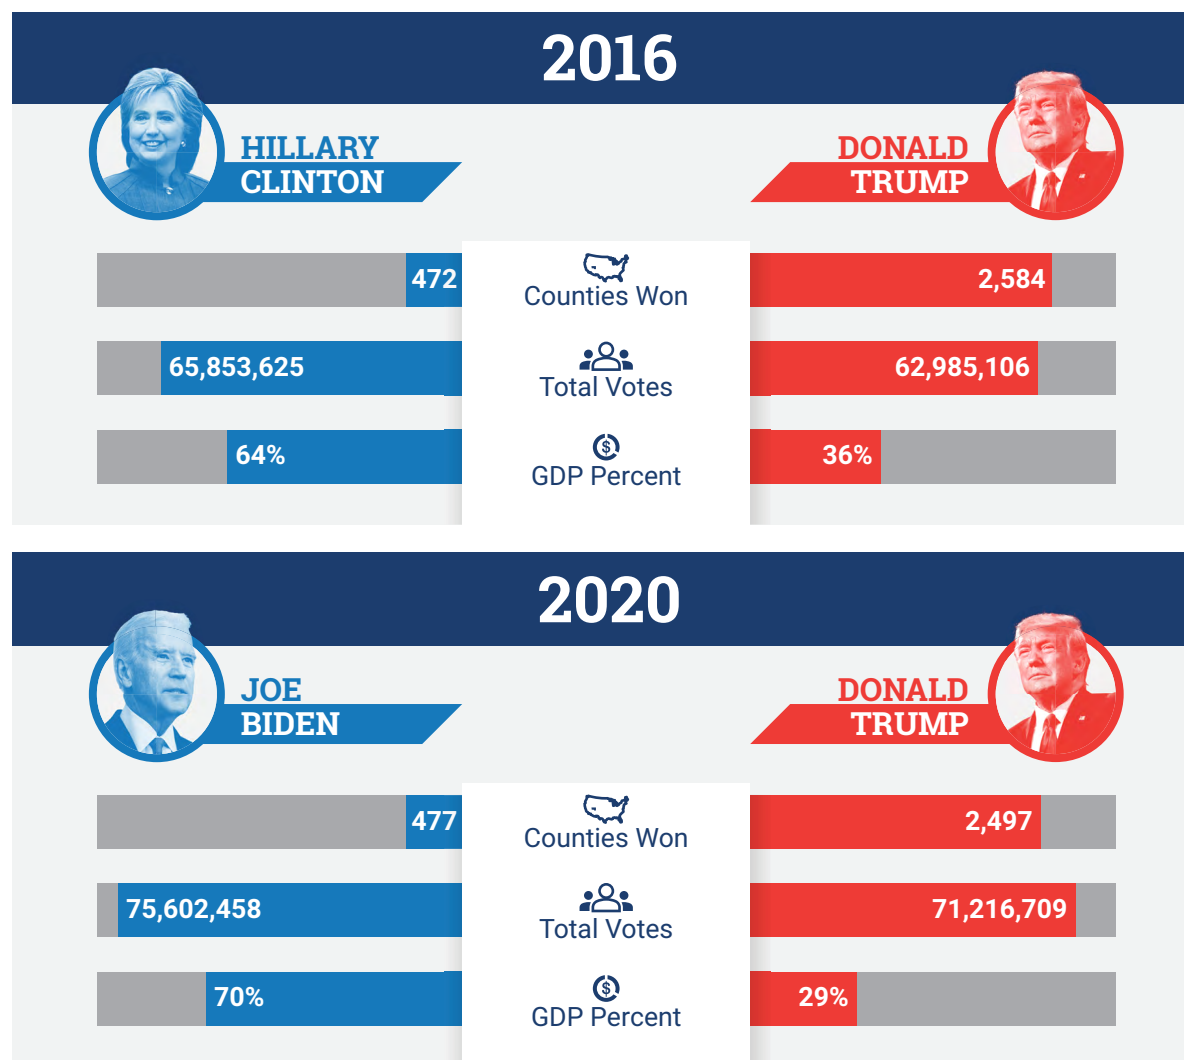 2016
HILLARY
CLINTON
DONALD
TRUMP
472
Counties Won
2,584
65,853,625
Total Votes
62,985,106
64%
GDP Percent
36%
2020
JOE
BIDEN
DONALD
TRUMP
477
Counties Won
2,497
75,602,458
Total Votes
71,216,709
70%
GDP Percent
29%